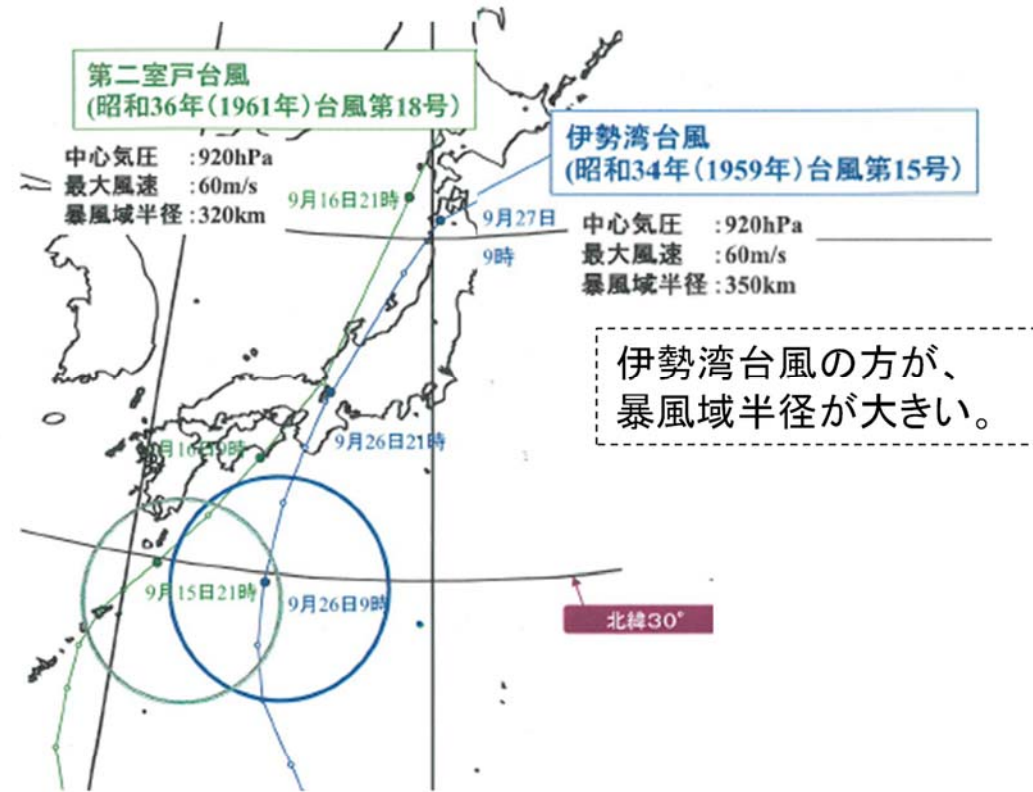 第二室戸台風
(昭和36年(1961年)台風第18号)
中心気圧 :920hPa
最大風速 :60m/s
暴風域半径 :320km
伊勢湾台風
(昭和34年(1959年)台風第15号)
中心気圧 :920hPa
最大風速 :60m/s
暴風域半径 :350km
9月16日21時
9月27日
9時
伊勢湾台風の方が、
暴風域半径が大きい。
9月26日21時
月16日9時
9月15日21時
9月26日9時
北緯30°